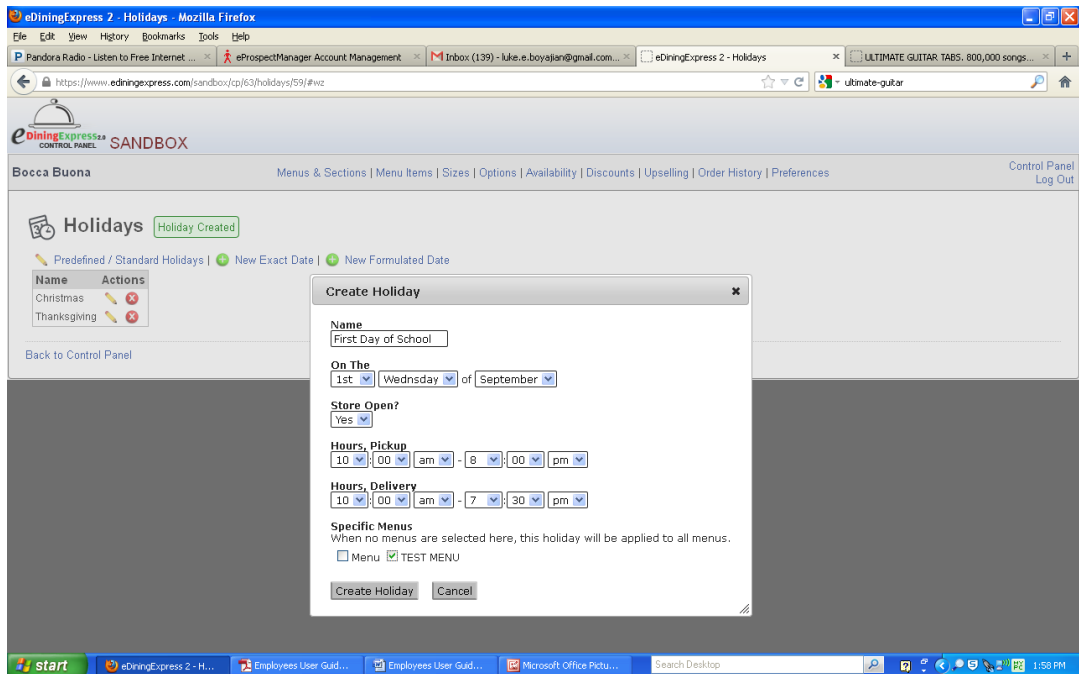 eDiningExpress 2 - Holidays - Mozilla Firefox
File Edit View History Bookmarks Tools Help
P Pandora Radio - Listen to Free Internet ... × eProspectManager Account Management × Inbox (139) - luke.e.boyajian@gmail.com... × eDiningExpress 2 - Holidays × ULTIMATE GUITAR TABS. 800,000 songs... × +
https://www.ediningexpress.com/sandbox/cp/63/holidays/59/#wz ultimate-guitar
eDiningExpress2.0
CONTROL PANEL SANDBOX
Bocca Buona Menus & Sections | Menu Items | Sizes | Options | Availability | Discounts | Upselling | Order History | Preferences Control Panel
Log Out
Holidays Holiday Created
Predefined / Standard Holidays | New Exact Date | New Formulated Date
Name Actions
Christmas
Thanksgiving
Back to Control Panel
Create Holiday ×
Name
First Day of School
On The
1st Wednsday of September
Store Open?
Yes
Hours, Pickup
10 : 00 am - 8 : 00 pm
Hours, Delivery
10 : 00 am - 7 : 30 pm
Specific Menus
When no menus are selected here, this holiday will be applied to all menus.
Menu TEST MENU
Create Holiday Cancel
start eDiningExpress 2 - H... Employees User Guid... Employees User Guid... Microsoft Office Pictu... Search Desktop 1:58 PM